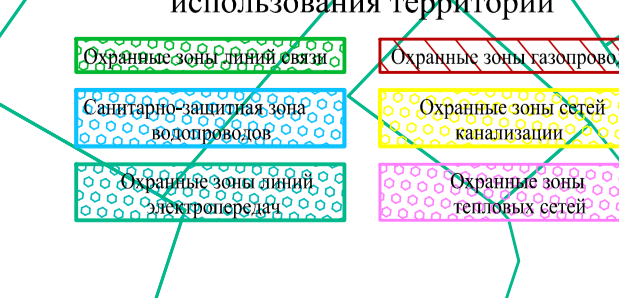 использования территории
Охранные зоны линий связи
Охранные зоны газопрово
Санитарно-защитная зона
водопроводов
Охранные зоны сетей
канализации
Охранные зоны линий
электропередач
Охранные зоны
тепловых сетей